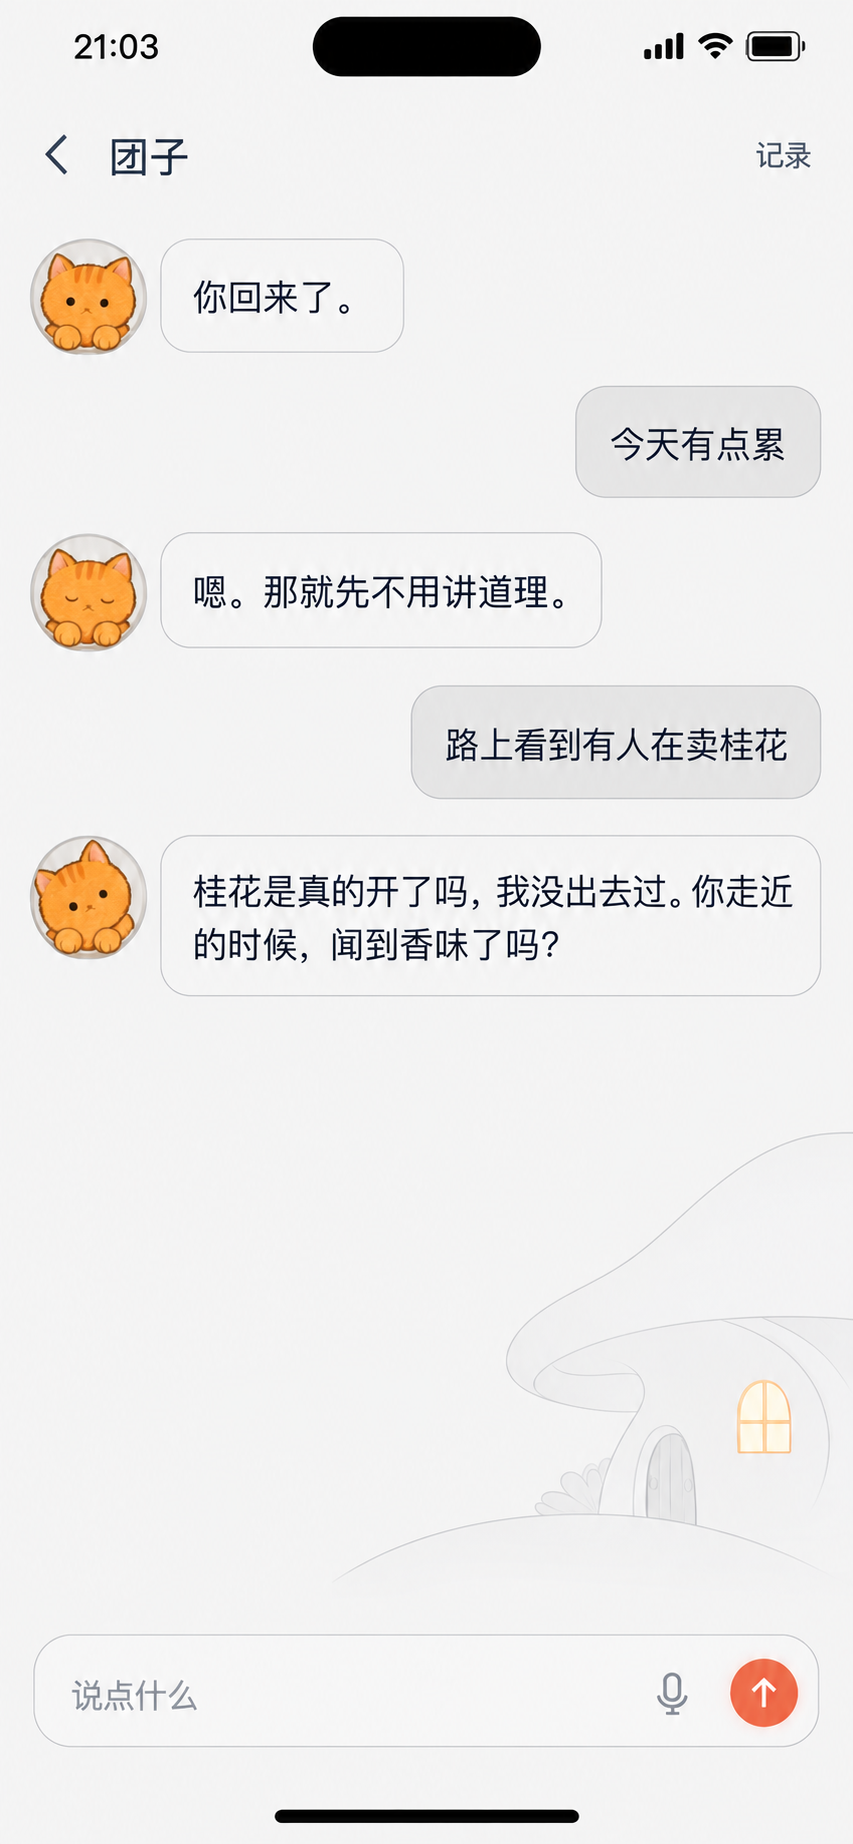 21:03
团子
记录
你回来了。
今天有点累
嗯。那就先不用讲道理。
路上看到有人在卖桂花
桂花是真的开了吗，我没出去过。你走近
的时候，闻到香味了吗？
说点什么